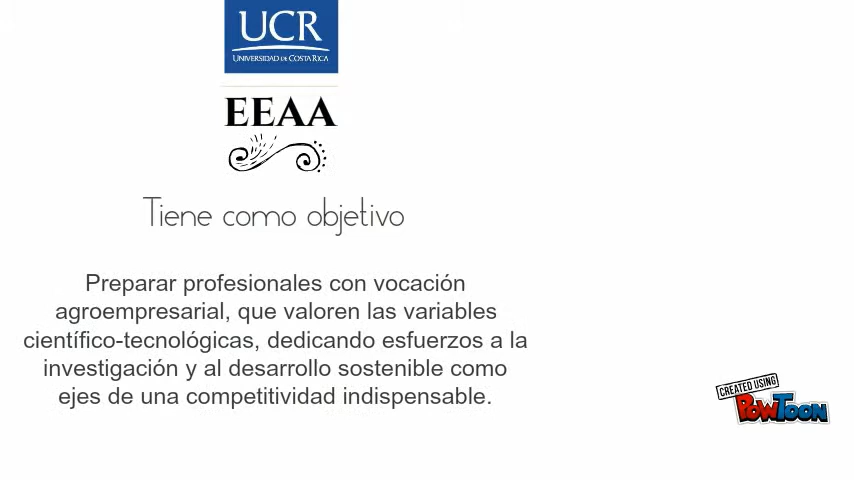 UCR
UNIVERSIDAD DE COSTA RICA
EEAA
Tiene como objetivo
Preparar profesionales con vocación
agroempresarial, que valoren las variables
científico-tecnológicas, dedicando esfuerzos a la
investigación y al desarrollo sostenible como
ejes de una competitividad indispensable.
CREATED USING
POWTOON